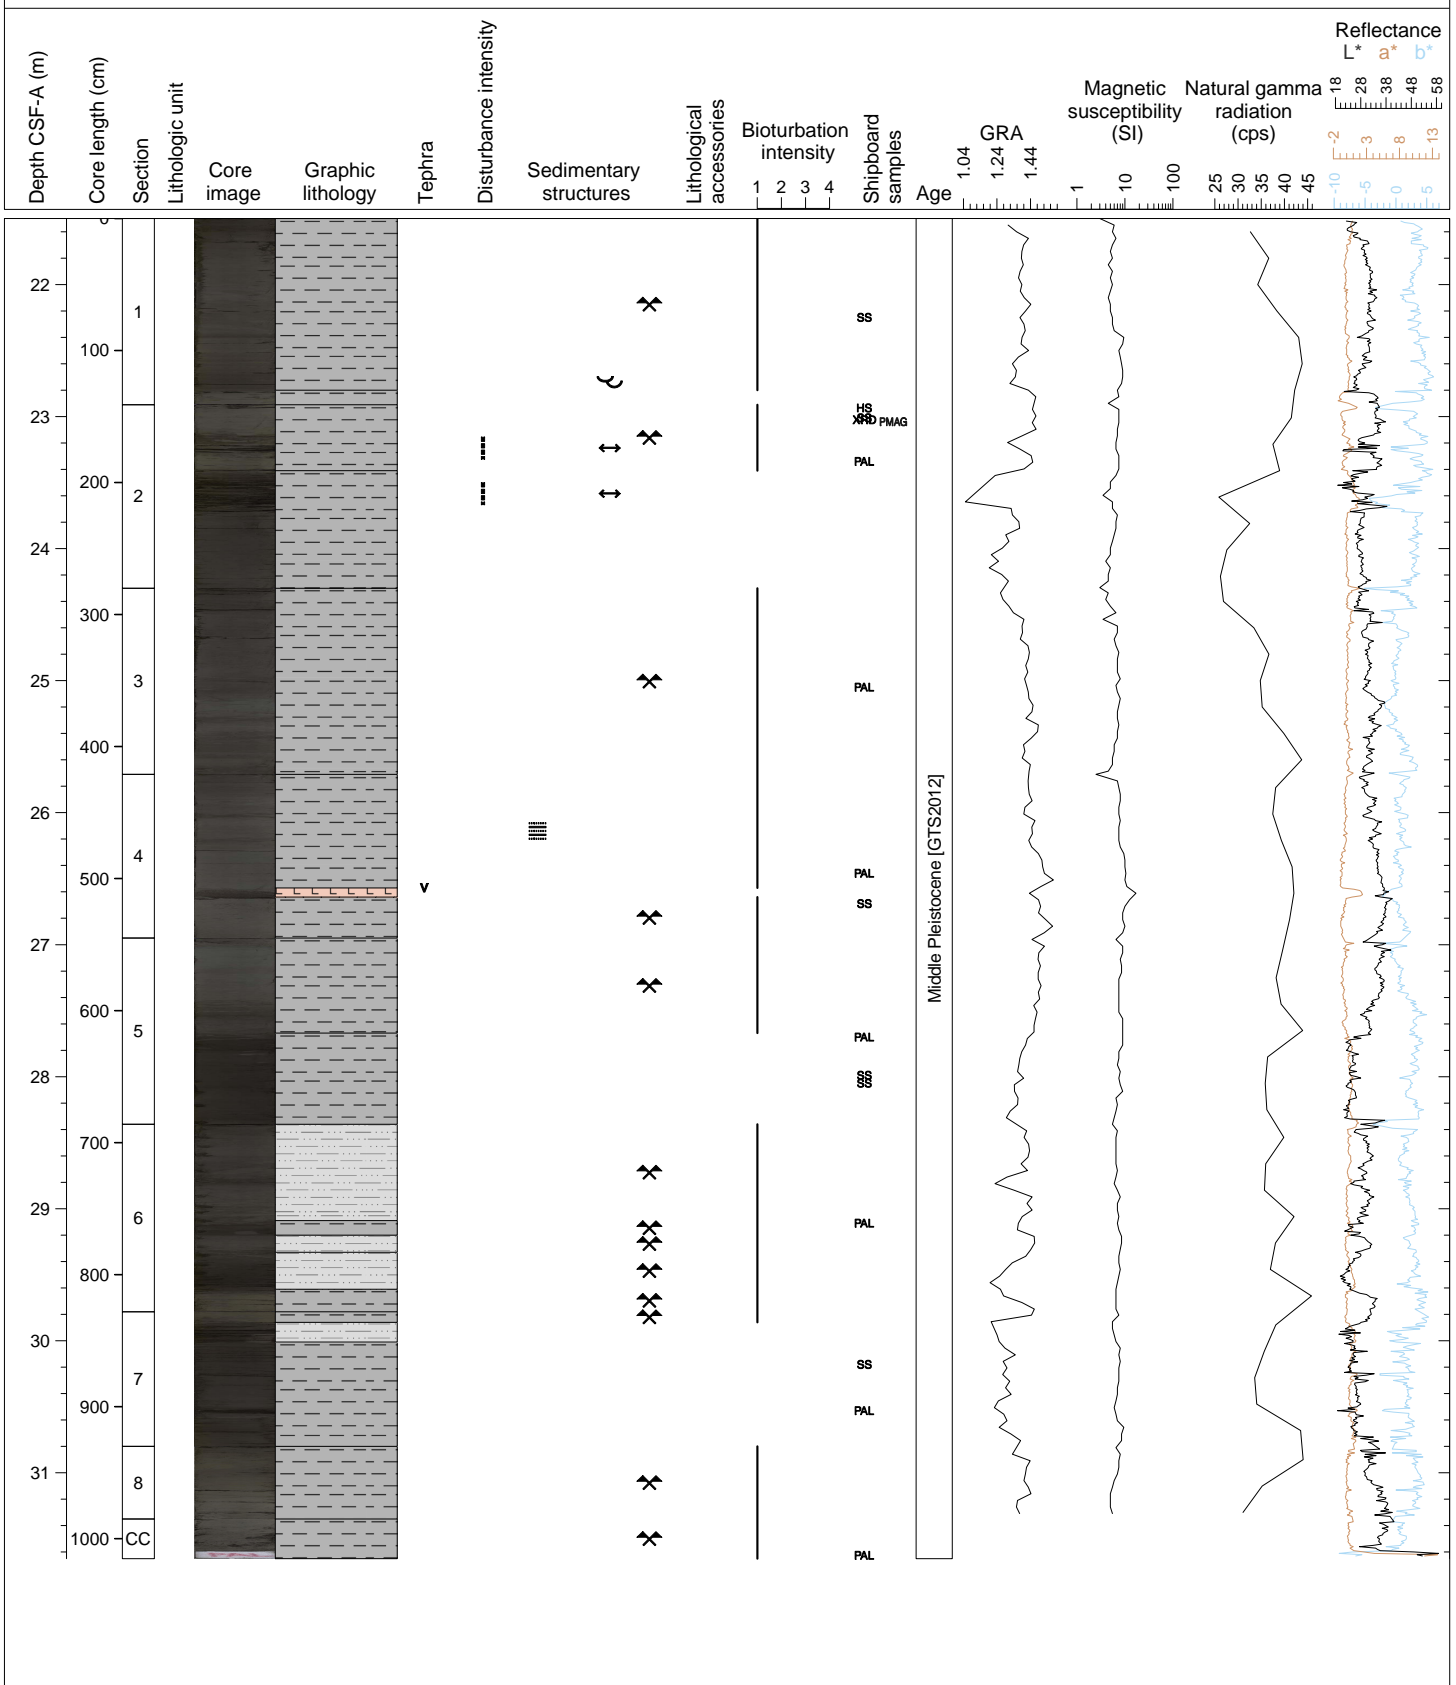 Depth CSF-A (m)
Core length (cm)
Section
Lithologic unit
Core
image
Graphic
lithology
Tephra
Disturbance intensity
Sedimentary
structures
Lithological
accessories
Bioturbation
intensity
1 2 3 4
Shipboard
samples
Age
GRA
1.04 1.24 1.44
Magnetic
susceptibility
(SI)
1 10 100
Natural gamma
radiation
(cps)
25 30 35 40 45
Reflectance
L* a* b*
18 28 38 48 58
-2 3 8 13
-10 -5 0 5
0
22
1
SS
100
HS
23
SS
XRD PMAG
PAL
200
2
24
300
3
25
PAL
400
Middle Pleistocene [GTS2012]
26
4
PAL
500
V
SS
27
600
5
PAL
28
SS
SS
700
29
6
PAL
800
30
SS
7
900
PAL
31
8
1000
CC
PAL